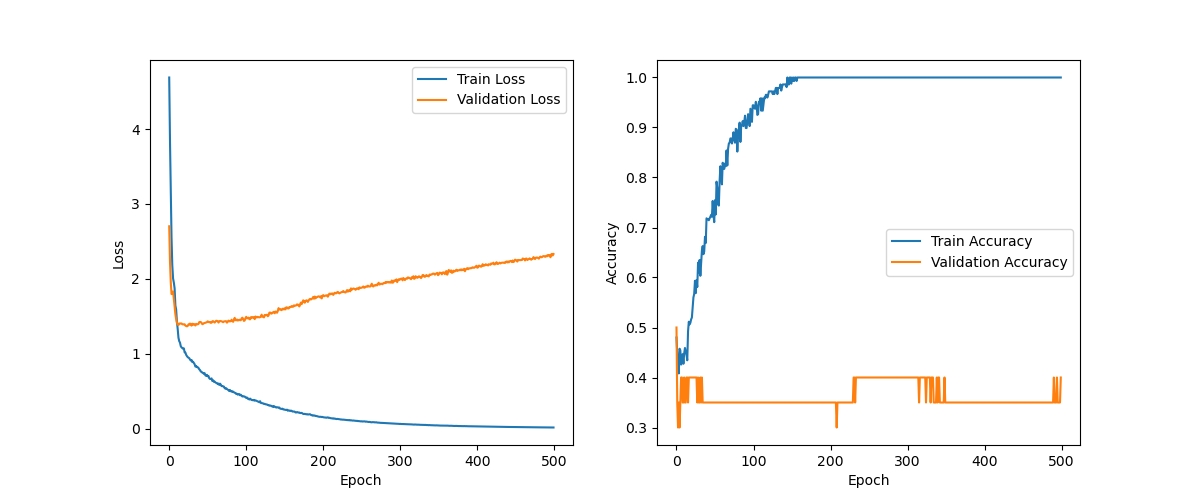 Train Loss
Validation Loss
4
3
2
1
0
Loss
0 100 200 300 400 500
Epoch
1.0
0.9
0.8
0.7
0.6
0.5
0.4
0.3
Accuracy
Train Accuracy
Validation Accuracy
0 100 200 300 400 500
Epoch